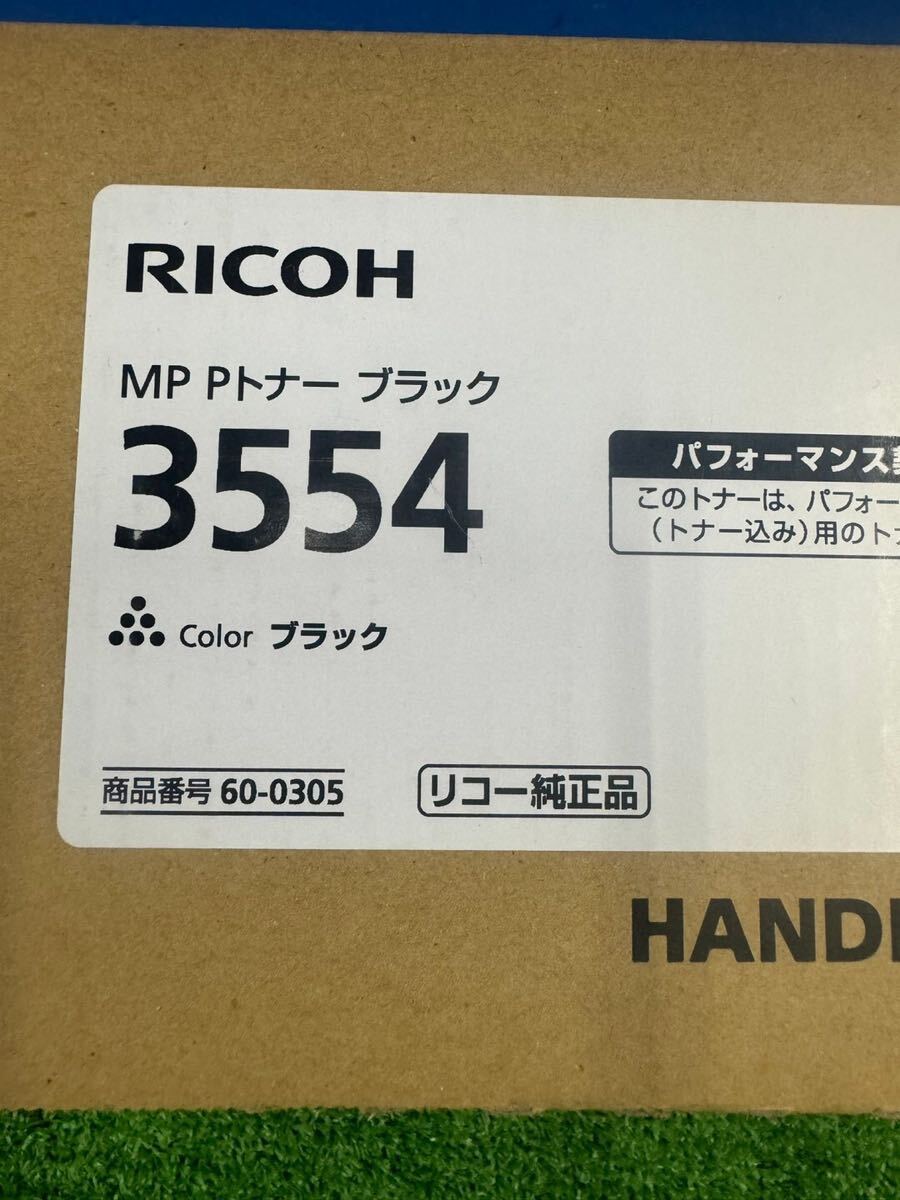 RICOH
MP Pトナー ブラック
3554
パフォーマンス
このトナーは、パフォー
(トナー込み)用のト
Color ブラック
商品番号 60-0305
リコー純正品
HAND